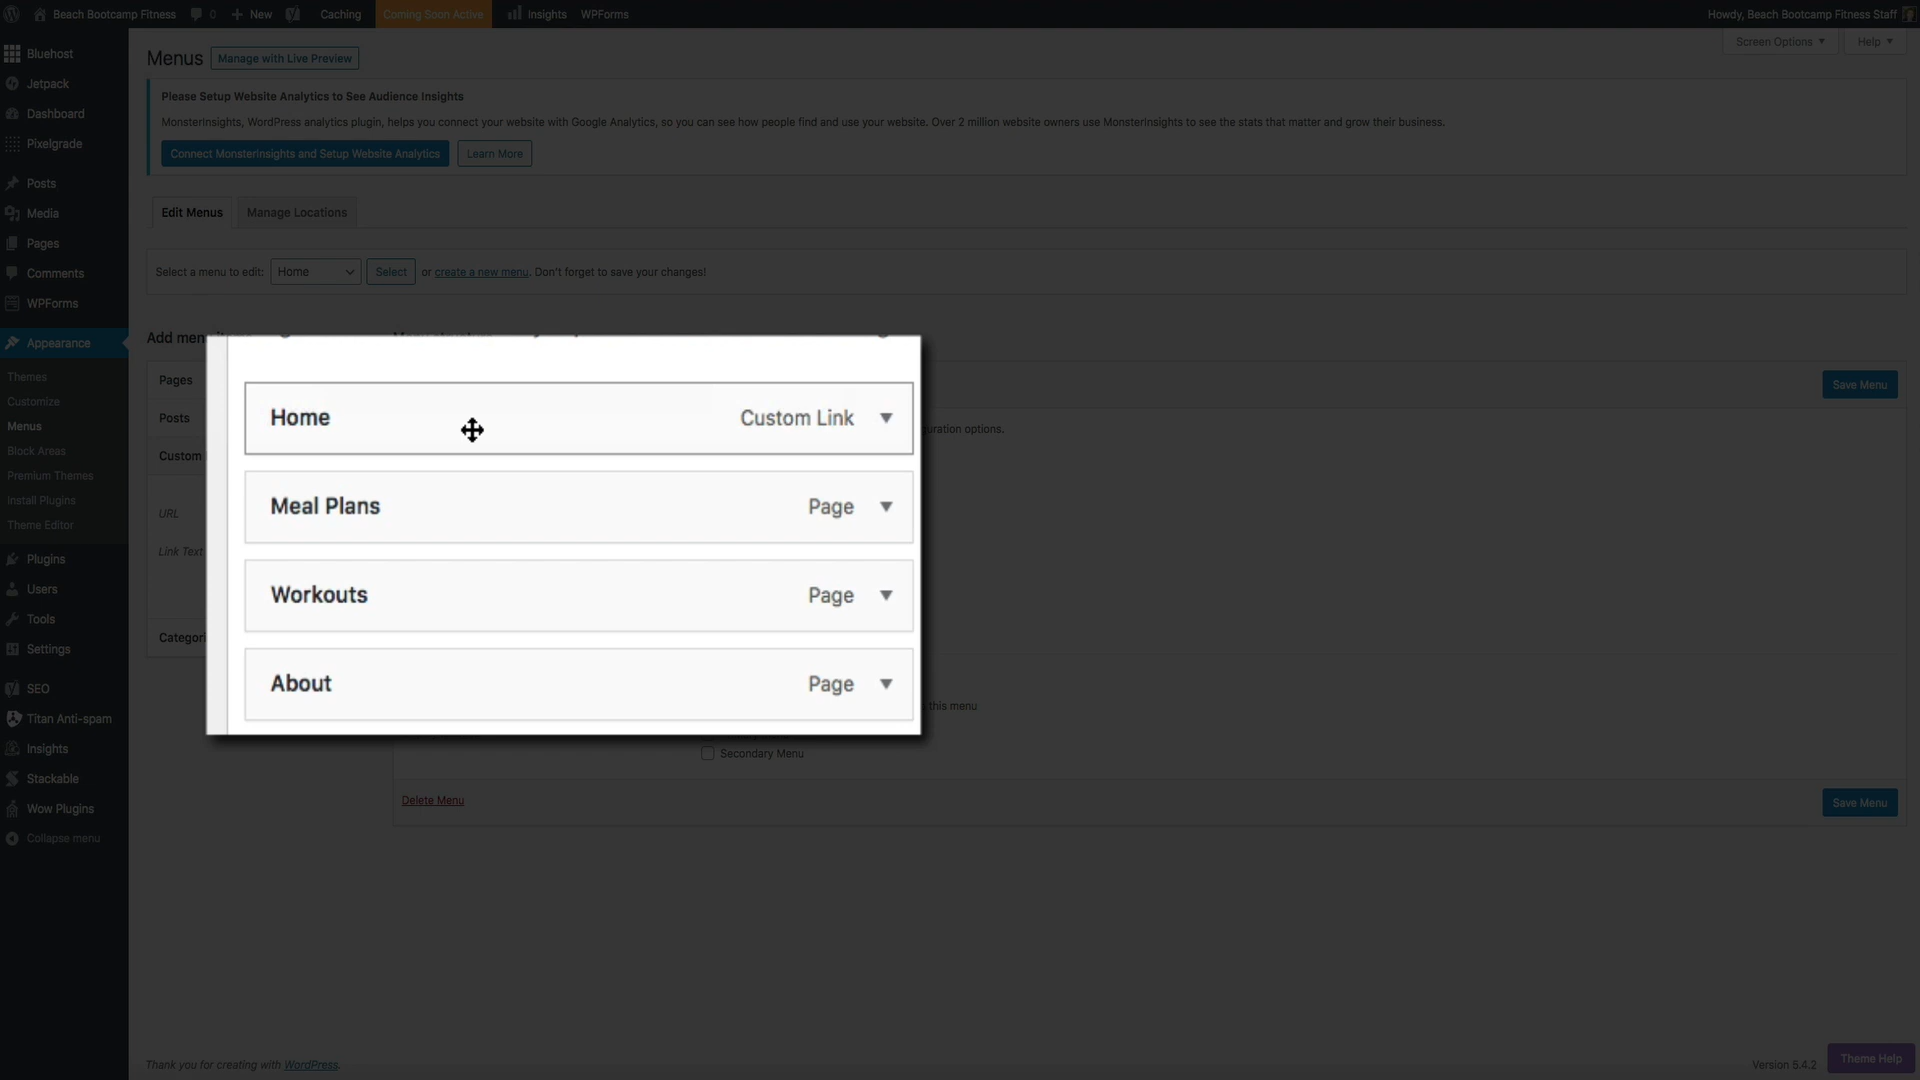 Beach Bootcamp Fitness 0 New Caching Coming Soon Active Insights WPForms Howdy, Beach Bootcamp Fitness Staff
Screen Options Help
Bluehost
Jetpack
Dashboard
Pixelgrade
Posts
Media
Pages
Comments
WPForms
Appearance
Themes
Customize
Menus
Block Areas
Premium Themes
Install Plugins
Theme Editor
Plugins
Users
Tools
Settings
SEO
Titan Anti-spam
Insights
Stackable
Wow Plugins
Collapse menu
Menus Manage with Live Preview
Please Setup Website Analytics to See Audience Insights
MonsterInsights, WordPress analytics plugin, helps you connect your website with Google Analytics, so you can see how people find and use your website. Over 2 million website owners use MonsterInsights to see the stats that matter and grow their business.
Connect MonsterInsights and Setup Website Analytics Learn More
Edit Menus Manage Locations
Select a menu to edit: Home Select or create a new menu. Don't forget to save your changes!
Add men
Pages
Posts
Custom
URL
Link Text
Categori
Save Menu
uration options.
Home Custom Link
Meal Plans Page
Workouts Page
About Page
this menu
Secondary Menu
Delete Menu Save Menu
Thank you for creating with WordPress. Version 5.4.2 Theme Help